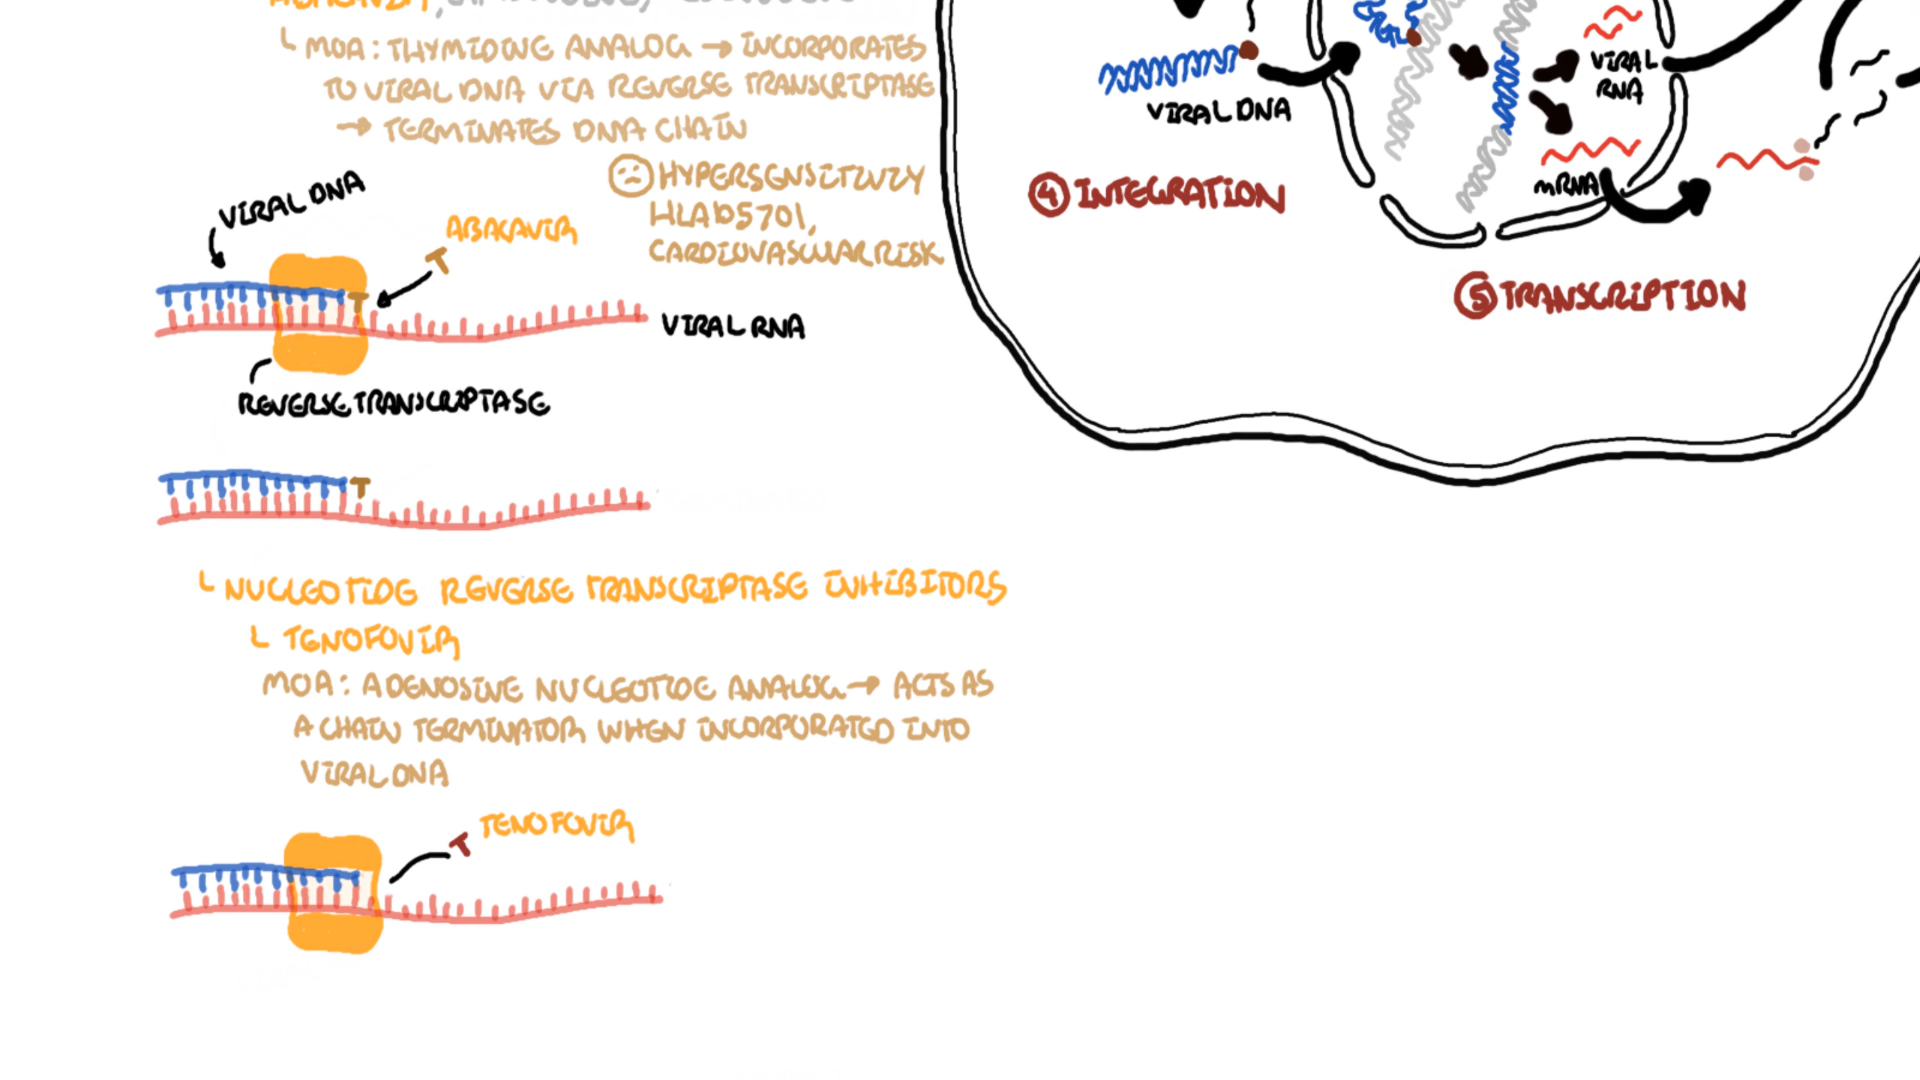 MOA: THYMIDINE ANALOG → INCORPORATES
TO VIRAL DNA VIA REVERSE TRANSCRIPTASE
→ TERMINATES DNA CHAIN
HYPERSENSITIVITY
HLAB5701,
CARDIOVASCULAR RISK
VIRAL DNA
ABACAVIR
VIRAL RNA
REVERSE TRANSCRIPTASE
NUCLEOTIDE REVERSE TRANSCRIPTASE INHIBITORS
TENOFOVIR
MOA: ADENOSINE NUCLEOTIDE ANALOG → ACTS AS
A CHAIN TERMINATOR WHEN INCORPORATED INTO
VIRAL DNA
TENOFOVIR
VIRAL DNA
VIRAL
RNA
mRNA
④ INTEGRATION
⑤ TRANSCRIPTION